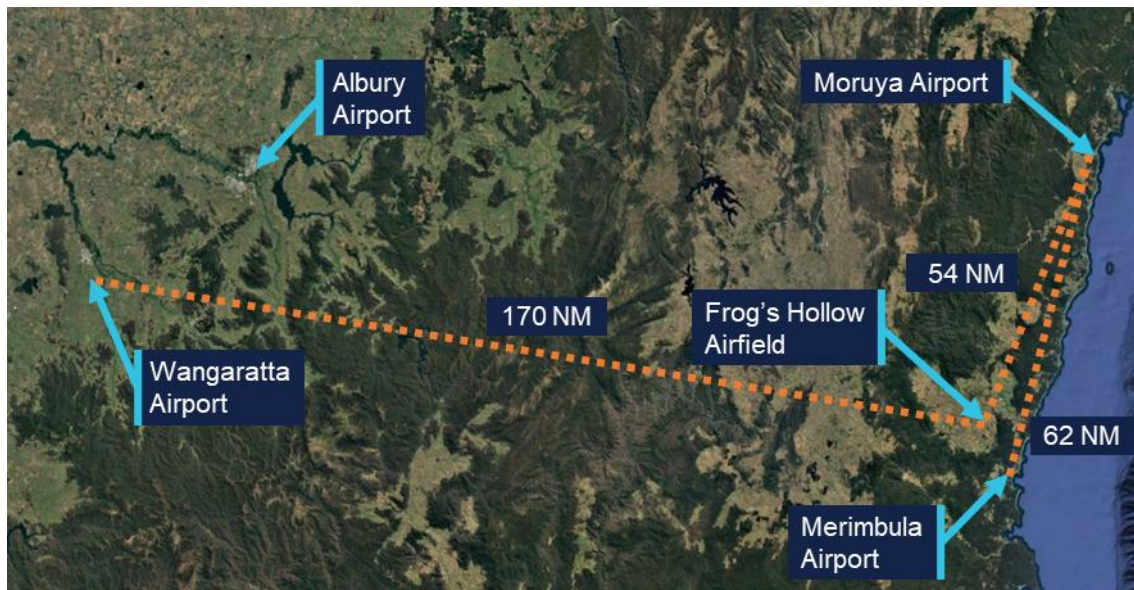 Albury
Airport
Moruya Airport
54 NM
170 NM
Frog's Hollow
Airfield
Wangaratta
Airport
62 NM
Merimbula
Airport